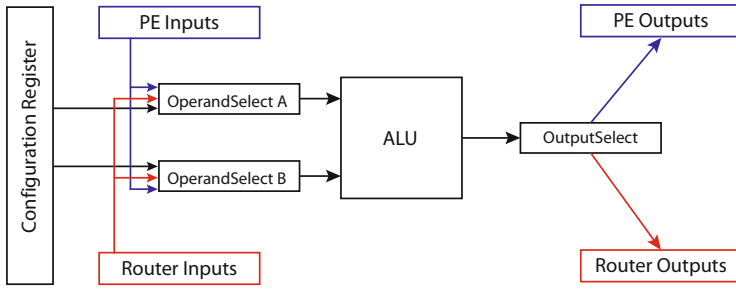 Configuration Register
PE Inputs
PE Outputs
OperandSelect A
ALU
OutputSelect
OperandSelect B
Router Inputs
Router Outputs